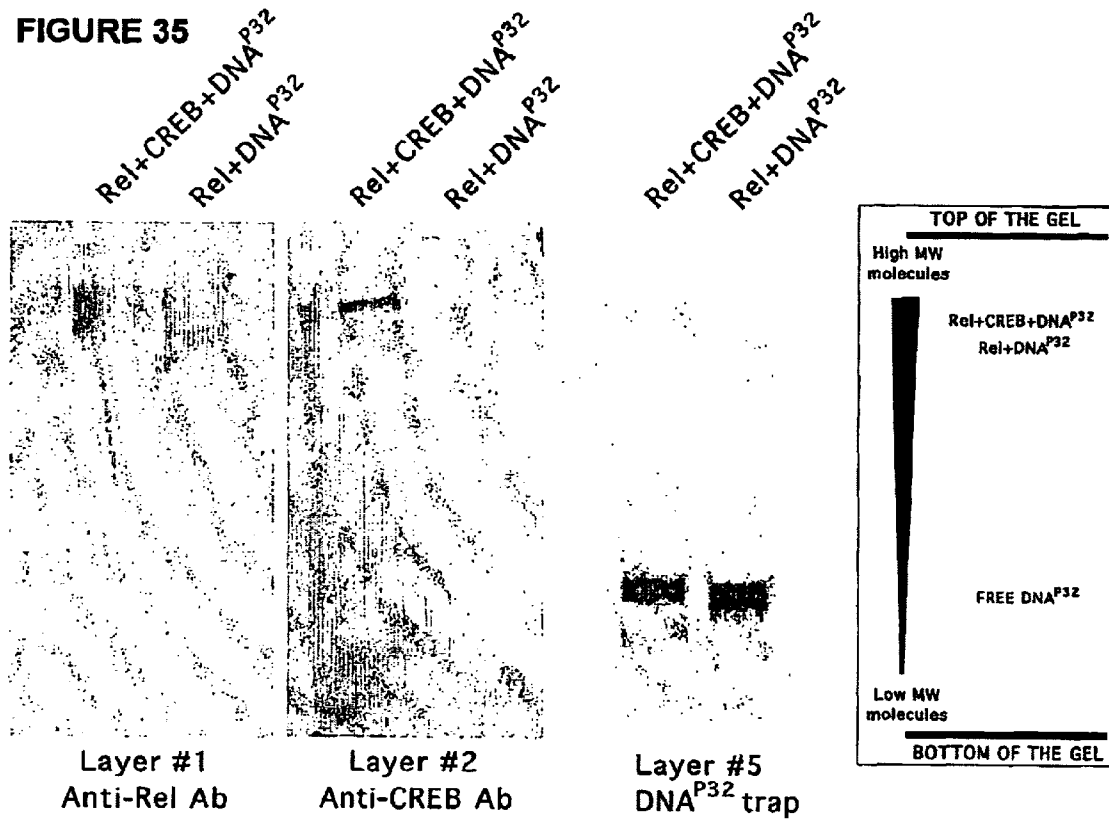 FIGURE 35
Rel+CREB+DNA^P32
Rel+DNA^P32
Rel+CREB+DNA^P32
Rel+DNA^P32
Rel+CREB+DNA^P32
Rel+DNA^P32
Layer #1
Anti-Rel Ab
Layer #2
Anti-CREB Ab
Layer #5
DNA^P32 trap
TOP OF THE GEL
High MW
molecules
Rel+CREB+DNA^P32
Rel+DNA^P32
FREE DNA^P32
Low MW
molecules
BOTTOM OF THE GEL